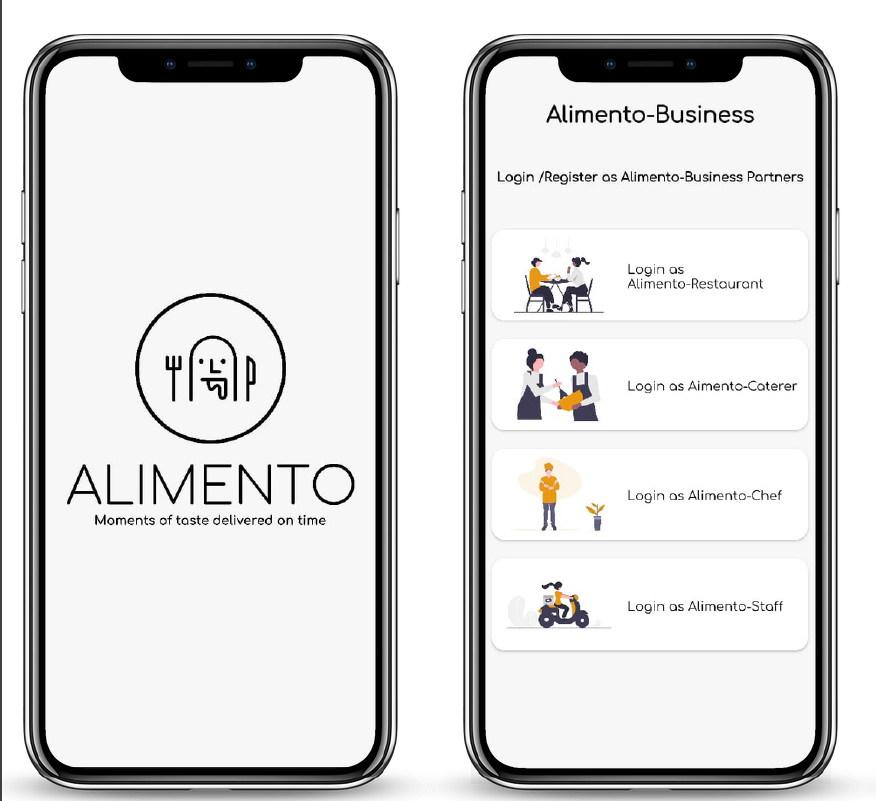 ALIMENTO
Moments of taste delivered on time
Alimento-Business
Login /Register as Alimento-Business Partners
Login as
Alimento-Restaurant
Login as Aimento-Caterer
Login as Alimento-Chef
Login as Alimento-Staff